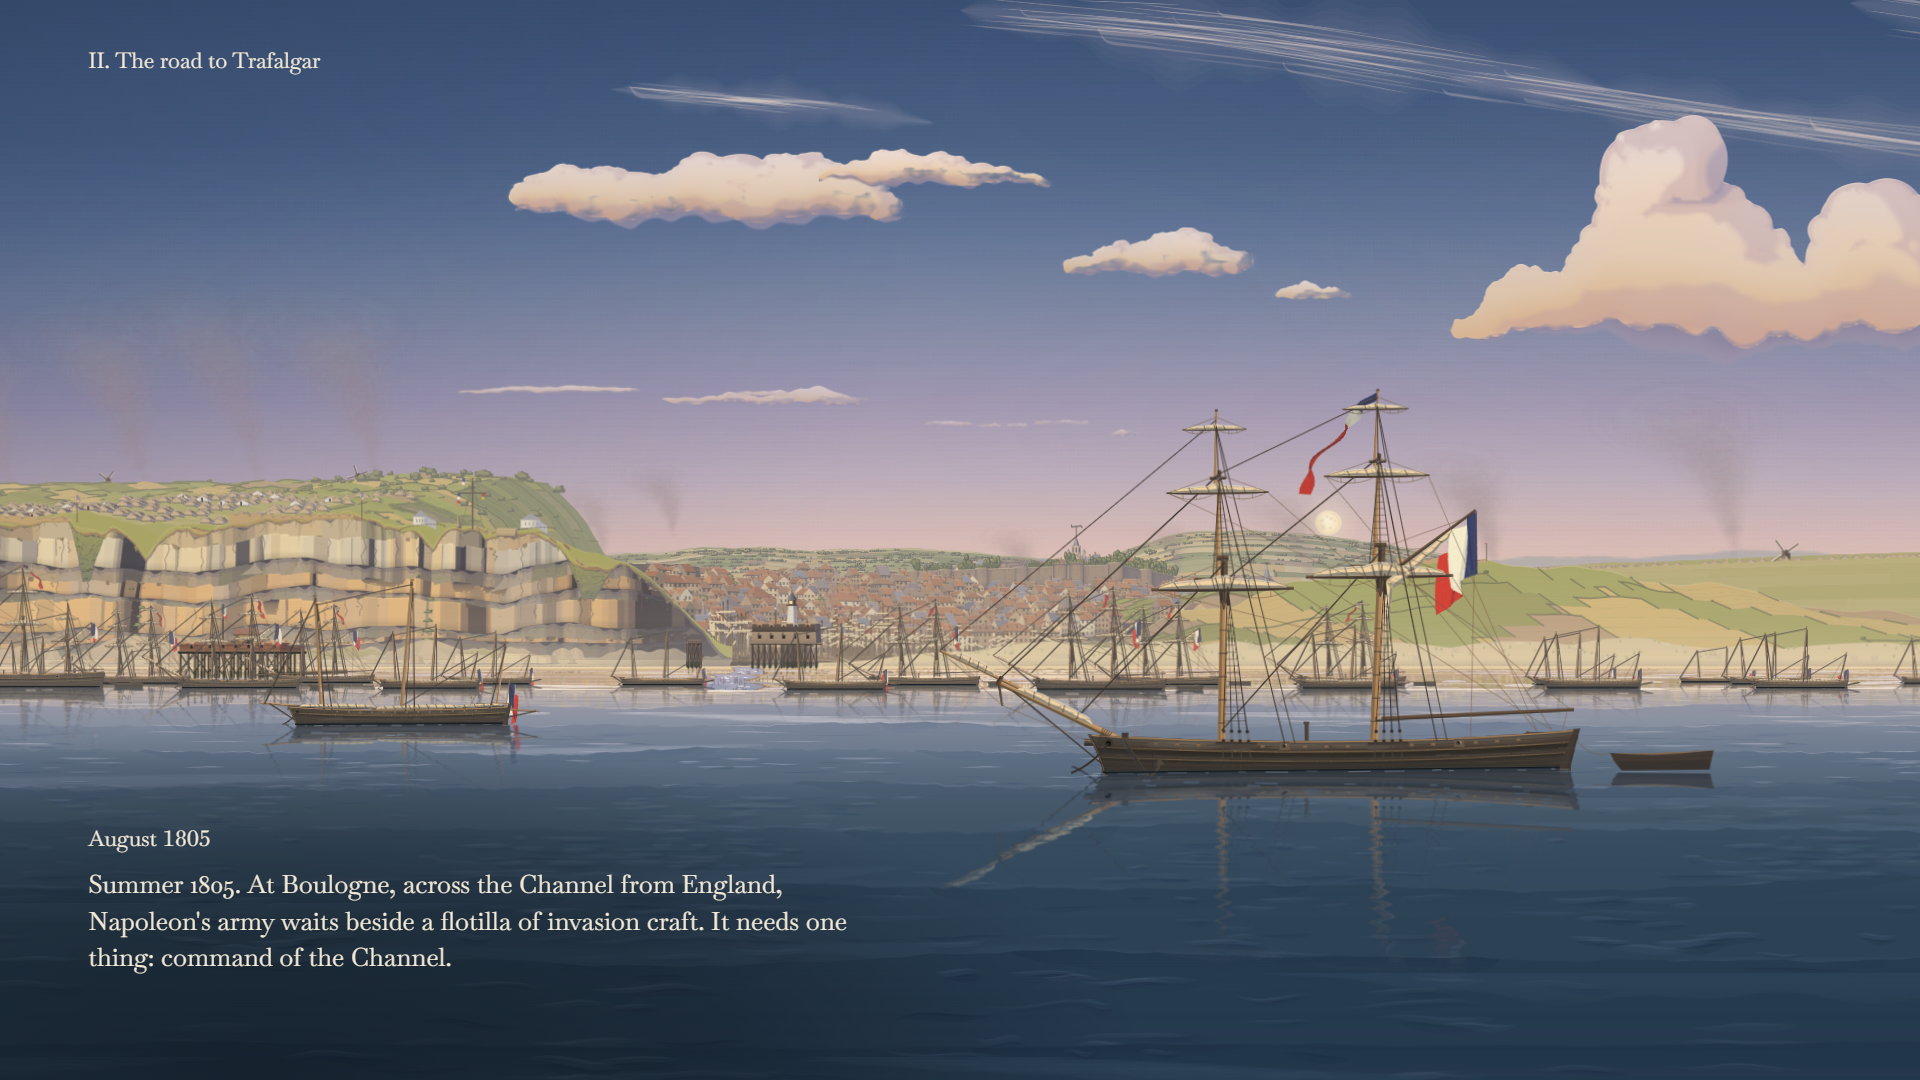 II. The road to Trafalgar
August 1805
Summer 1805. At Boulogne, across the Channel from England,
Napoleon's army waits beside a flotilla of invasion craft. It needs one
thing: command of the Channel.